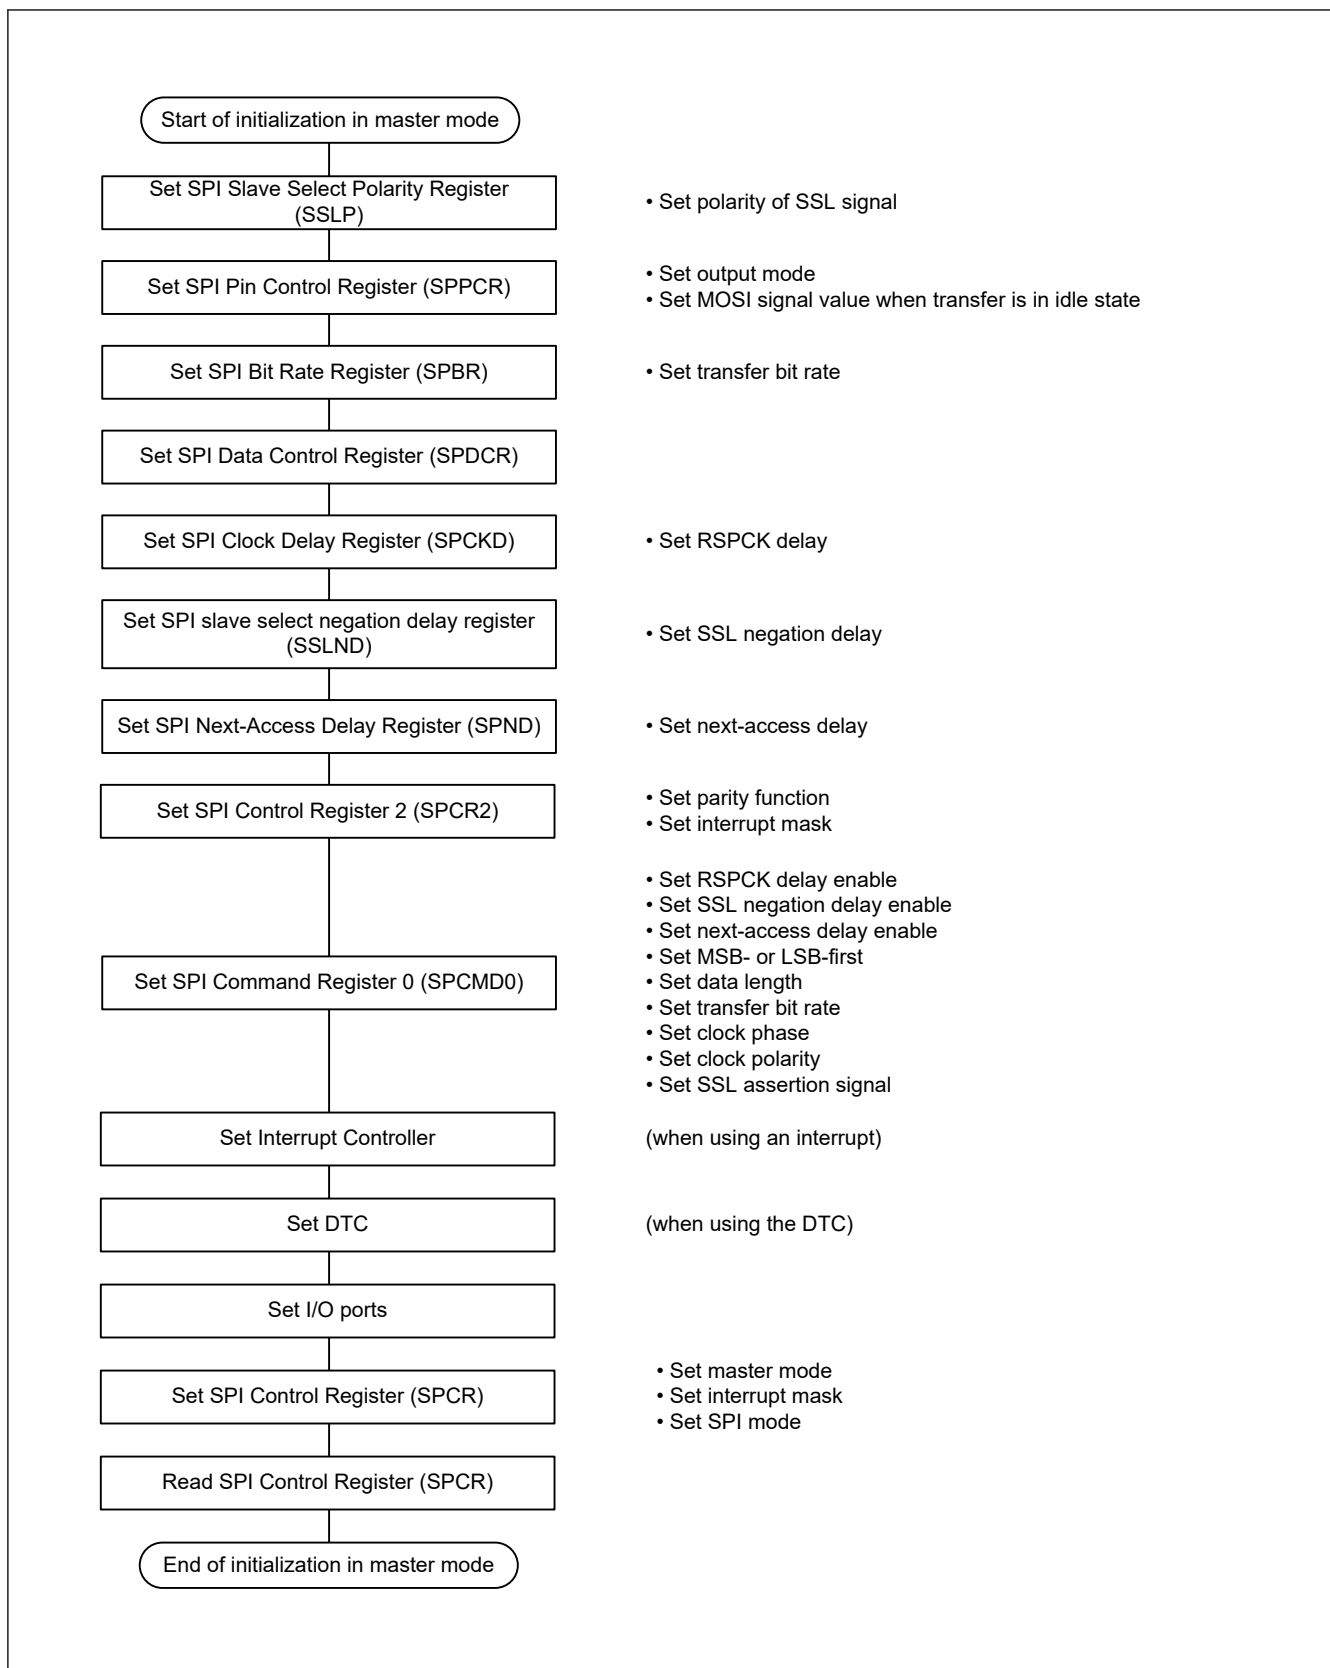 Start of initialization in master mode
Set SPI Slave Select Polarity Register
(SSLP)
• Set polarity of SSL signal
Set SPI Pin Control Register (SPPCR)
• Set output mode
• Set MOSI signal value when transfer is in idle state
Set SPI Bit Rate Register (SPBR)
• Set transfer bit rate
Set SPI Data Control Register (SPDCR)
Set SPI Clock Delay Register (SPCKD)
• Set RSPCK delay
Set SPI slave select negation delay register
(SSLND)
• Set SSL negation delay
Set SPI Next-Access Delay Register (SPND)
• Set next-access delay
Set SPI Control Register 2 (SPCR2)
• Set parity function
• Set interrupt mask
Set SPI Command Register 0 (SPCMD0)
• Set RSPCK delay enable
• Set SSL negation delay enable
• Set next-access delay enable
• Set MSB- or LSB-first
• Set data length
• Set transfer bit rate
• Set clock phase
• Set clock polarity
• Set SSL assertion signal
Set Interrupt Controller
(when using an interrupt)
Set DTC
(when using the DTC)
Set I/O ports
Set SPI Control Register (SPCR)
• Set master mode
• Set interrupt mask
• Set SPI mode
Read SPI Control Register (SPCR)
End of initialization in master mode